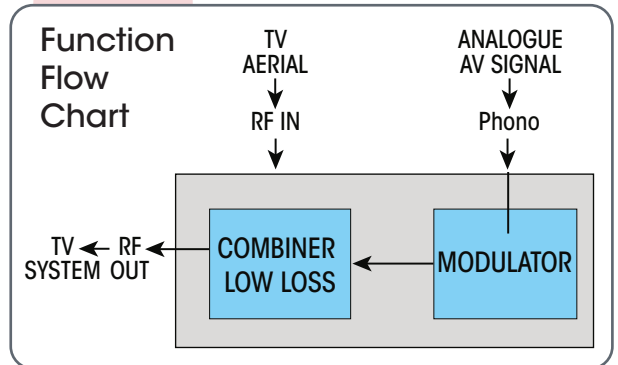 Function
Flow
Chart
TV
AERIAL
RF IN
ANALOGUE
AV SIGNAL
Phono
TV RF
SYSTEM OUT
COMBINER
LOW LOSS
MODULATOR